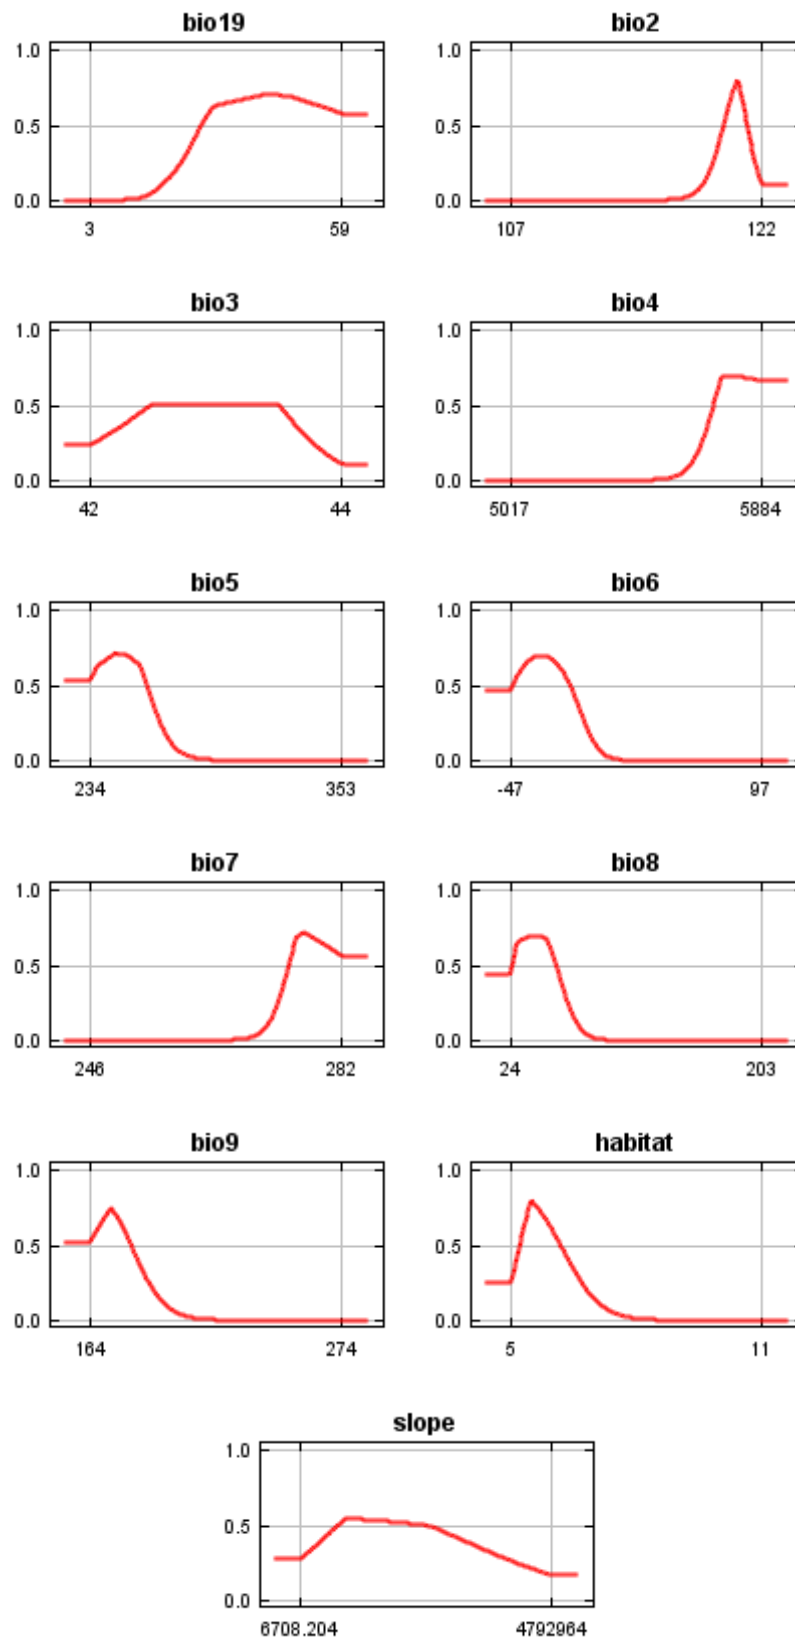 bio19 bio2
1.0 1.0
0.5 0.5
0.0 0.0
3 59 107 122
bio3 bio4
1.0 1.0
0.5 0.5
0.0 0.0
42 44 5017 5884
bio5 bio6
1.0 1.0
0.5 0.5
0.0 0.0
234 353 -47 97
bio7 bio8
1.0 1.0
0.5 0.5
0.0 0.0
246 282 24 203
bio9 habitat
1.0 1.0
0.5 0.5
0.0 0.0
164 274 5 11
slope
1.0
0.5
0.0
6708.204 4792964